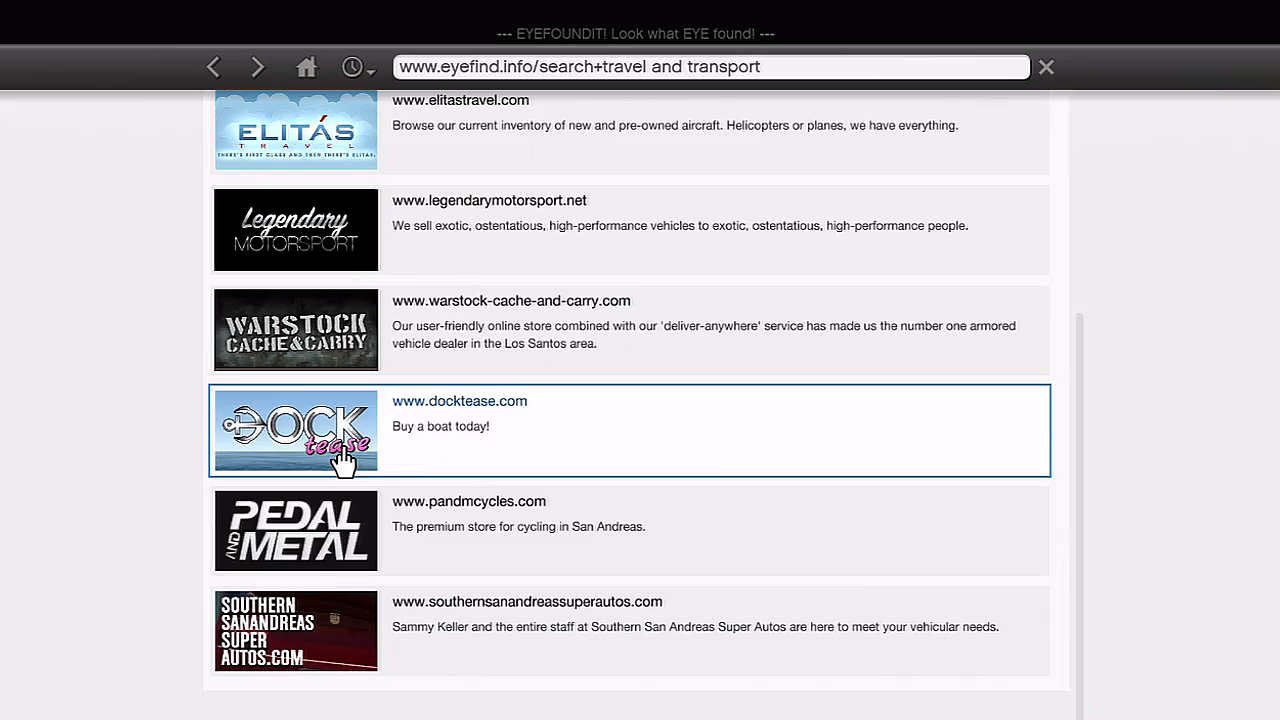 --- EYEFOUNDIT! Look what EYE found! ---
www.eyefind.info/search+travel and transport
ELITÁS
TRAVEL
THERE'S FIRST CLASS AND THEN THERE'S ELITAS.
www.elitastravel.com
Browse our current inventory of new and pre-owned aircraft. Helicopters or planes, we have everything.
Legendary
MOTORSPORT
www.legendarymotorsport.net
We sell exotic, ostentatious, high-performance vehicles to exotic, ostentatious, high-performance people.
WARSTOCK
CACHE&CARRY
www.warstock-cache-and-carry.com
Our user-friendly online store combined with our 'deliver-anywhere' service has made us the number one armored
vehicle dealer in the Los Santos area.
DOCK
tease
www.docktease.com
Buy a boat today!
PEDAL
AND METAL
www.pandmcycles.com
The premium store for cycling in San Andreas.
SOUTHERN
SANANDREAS
SUPER
AUTOS.COM
www.southernsanandreassuperautos.com
Sammy Keller and the entire staff at Southern San Andreas Super Autos are here to meet your vehicular needs.